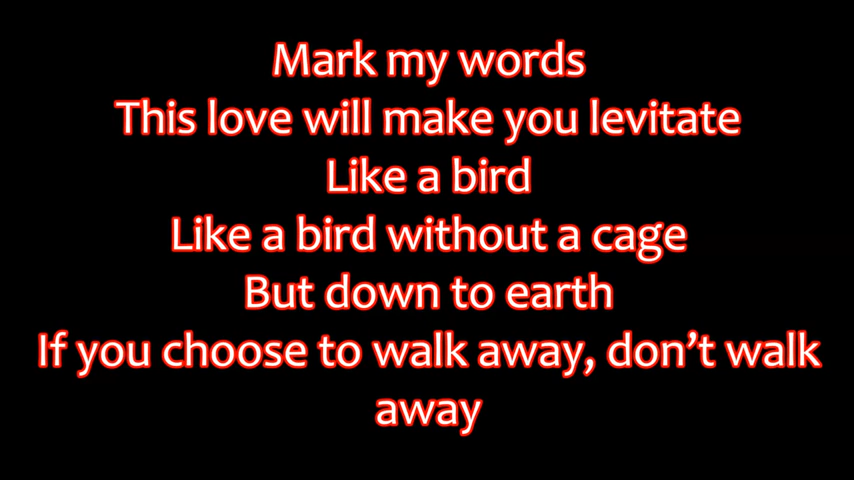 Mark my words
This love will make you levitate
Like a bird
Like a bird without a cage
But down to earth
If you choose to walk away, don’t walk
away